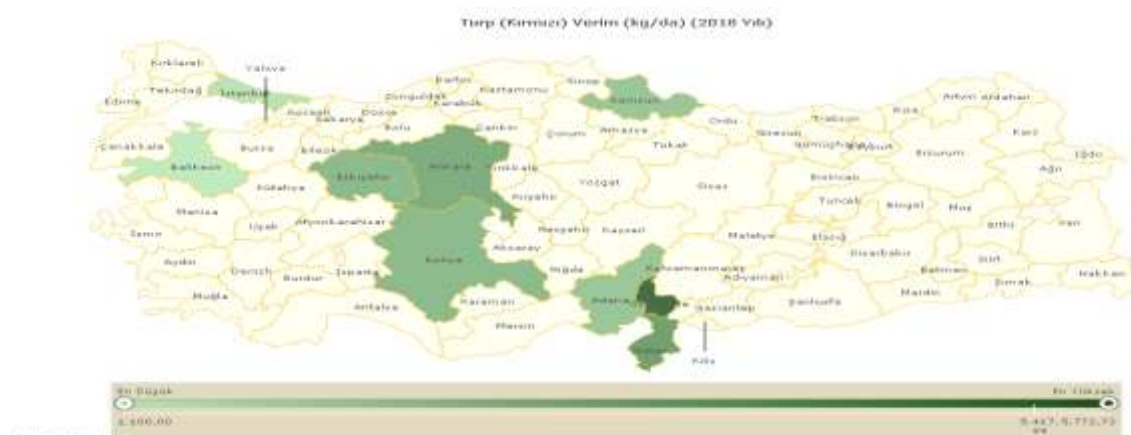 Turp (Kırmızı) Verim (kg/da) (2018 Yılı)
Kırklareli
Yalova
Edirne Tekirdağ İstanbul
Kocaeli Sakarya Düzce Zonguldak Bartın Karabük Kastamonu Sinop Samsun
Ordu Giresun Trabzon Rize Artvin Ardahan
Çanakkale Balıkesir Bursa Bilecik Bolu Çankırı Çorum Amasya Tokat Gümüşhane Bayburt Erzurum Kars Iğdır
Kütahya Eskişehir Ankara Kırıkkale Yozgat Sivas Erzincan Ağrı
Manisa Uşak Afyonkarahisar Kırşehir Tunceli Bingöl Muş
İzmir Nevşehir Kayseri Malatya Elazığ Bitlis Van
Aydın Denizli Burdur Isparta Konya Aksaray Niğde Kahramanmaraş Adıyaman Diyarbakır Batman Siirt Hakkari
Muğla Antalya Karaman Adana Gaziantep Şanlıurfa Mardin Şırnak
Mersin
Kilis
En Düşük En Yüksek
1.100,00